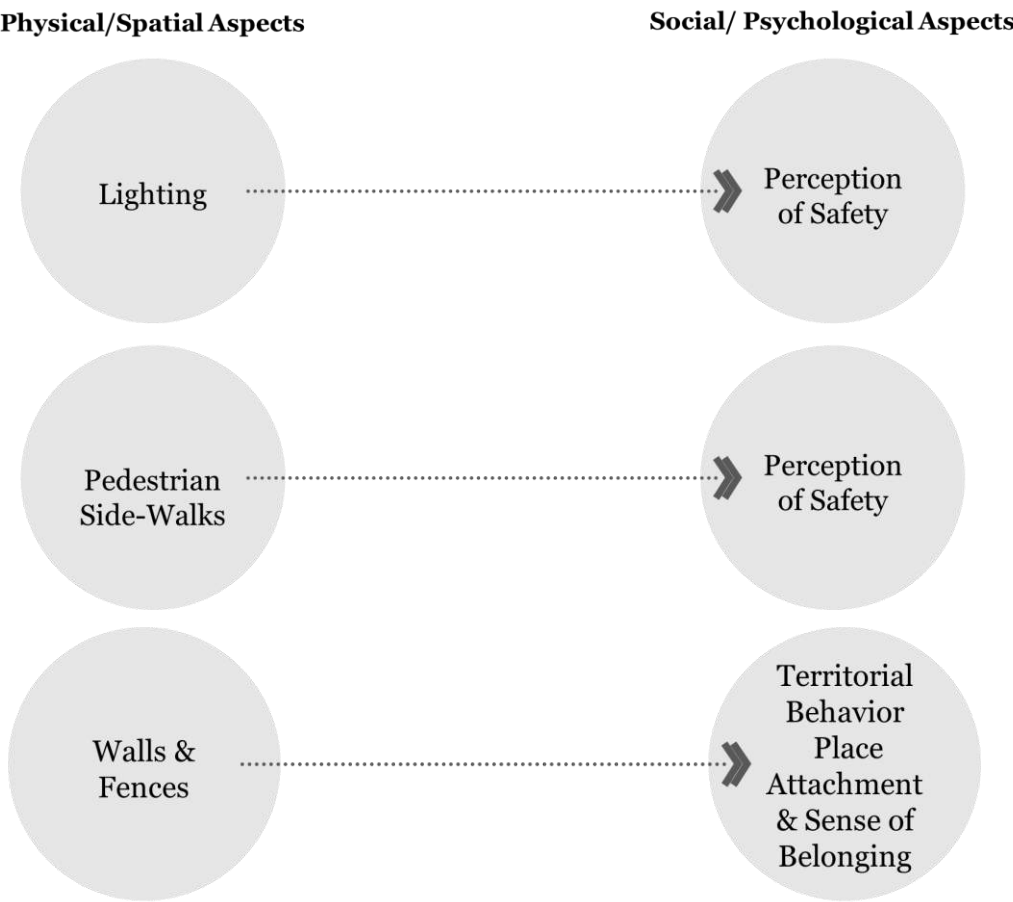 Physical/Spatial Aspects
Social/ Psychological Aspects
Lighting
Perception
of Safety
Pedestrian
Side-Walks
Perception
of Safety
Walls &
Fences
Territorial
Behavior
Place
Attachment
& Sense of
Belonging